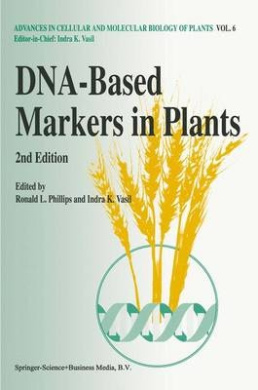 ADVANCES IN CELLULAR AND MOLECULAR BIOLOGY OF PLANTS VOL. 6
Editor-in-Chief: Indra K. Vasil
DNA-Based
Markers in Plants
2nd Edition
Edited by
Ronald L. Phillips and Indra K. Vasil
Springer-Science+Business Media, B.V.